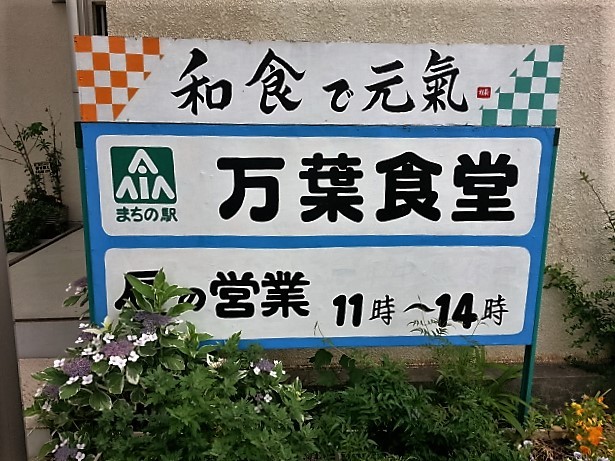 和食で元氣
まちの駅
万葉食堂
昼の営業 11時～14時